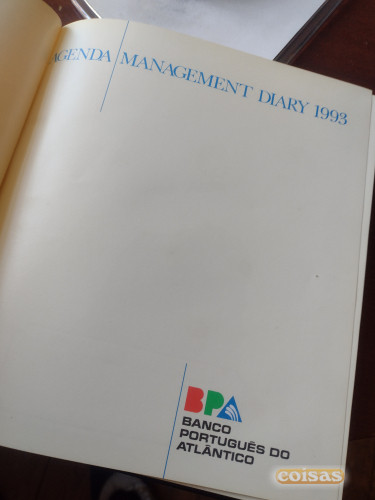 AGENDA MANAGEMENT DIARY 1993
BPA
BANCO
PORTUGUÊS DO
ATLÂNTICO
coisas